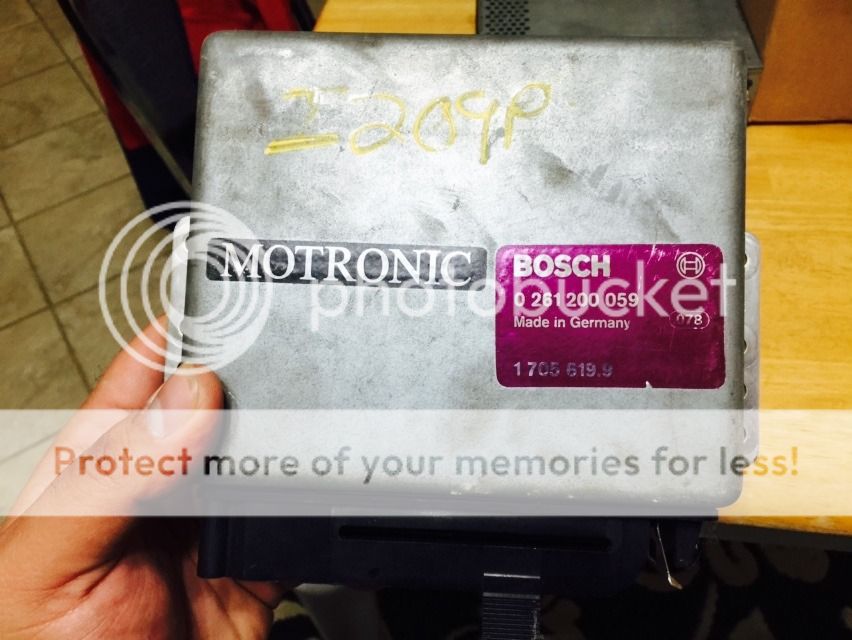 I209P
MOTRONIC
BOSCH
0 261 200 059
Made in Germany
078
1 705 619.9
photobucket
Protect more of your memories for less!